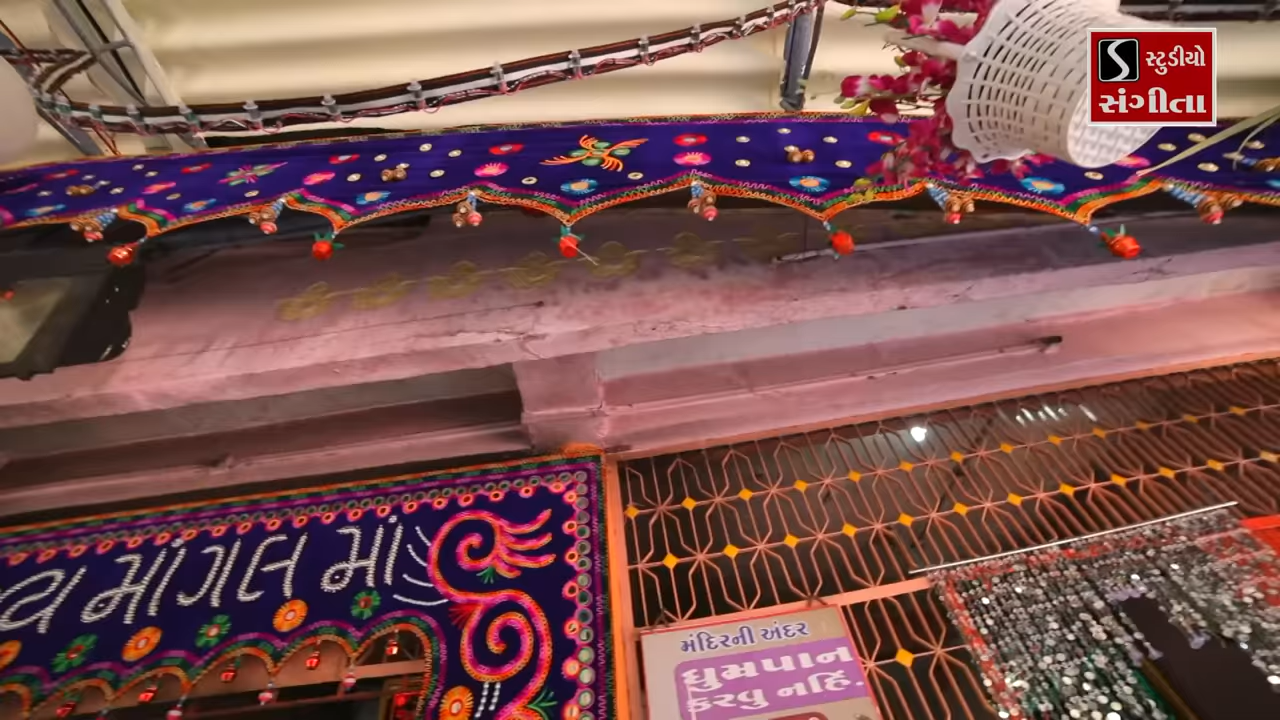 સ્ટુડીયો
સંગીતા
ય માંગલ માઁ
મંદિરની અંદર
ધુમ્રપાન
કરવુ નહિં.